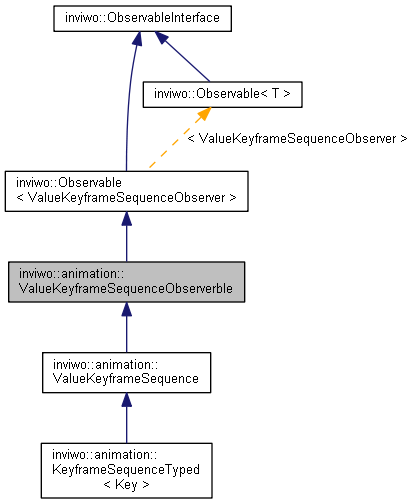 inviwo::ObservableInterface
inviwo::Observable< T >
< ValueKeyframeSequenceObserver >
inviwo::Observable
< ValueKeyframeSequenceObserver >
inviwo::animation::
ValueKeyframeSequenceObserverble
inviwo::animation::
ValueKeyframeSequence
inviwo::animation::
KeyframeSequenceTyped
< Key >